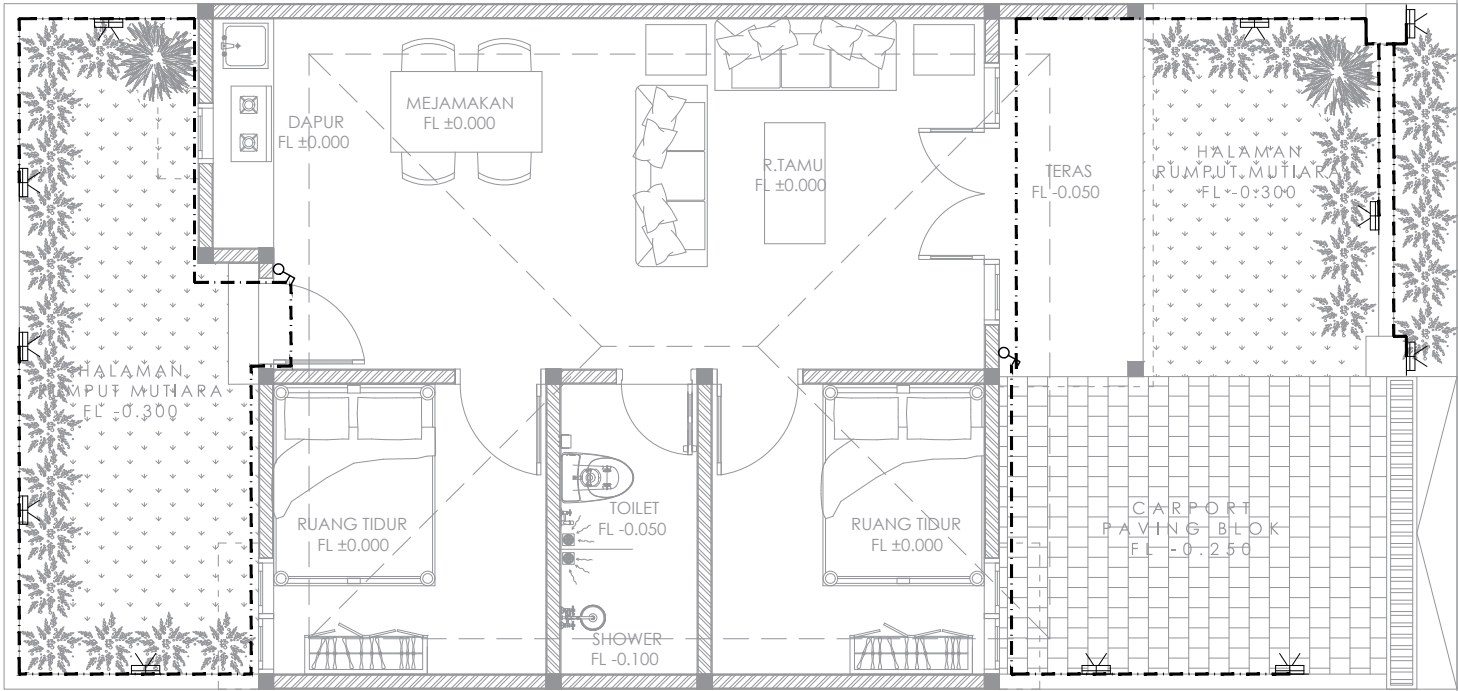 MEJAMAKAN
FL ±0.000
DAPUR
FL ±0.000
R.TAMU
FL ±0.000
TERAS
FL -0.050
HALAMAN
RUMPUT MUTIARA
FL -0.300
HALAMAN
MPUT MUTIARA
FL -0.300
RUANG TIDUR
FL ±0.000
TOILET
FL -0.050
RUANG TIDUR
FL ±0.000
CARPORT
PAVING BLOK
FL -0.250
SHOWER
FL -0.100